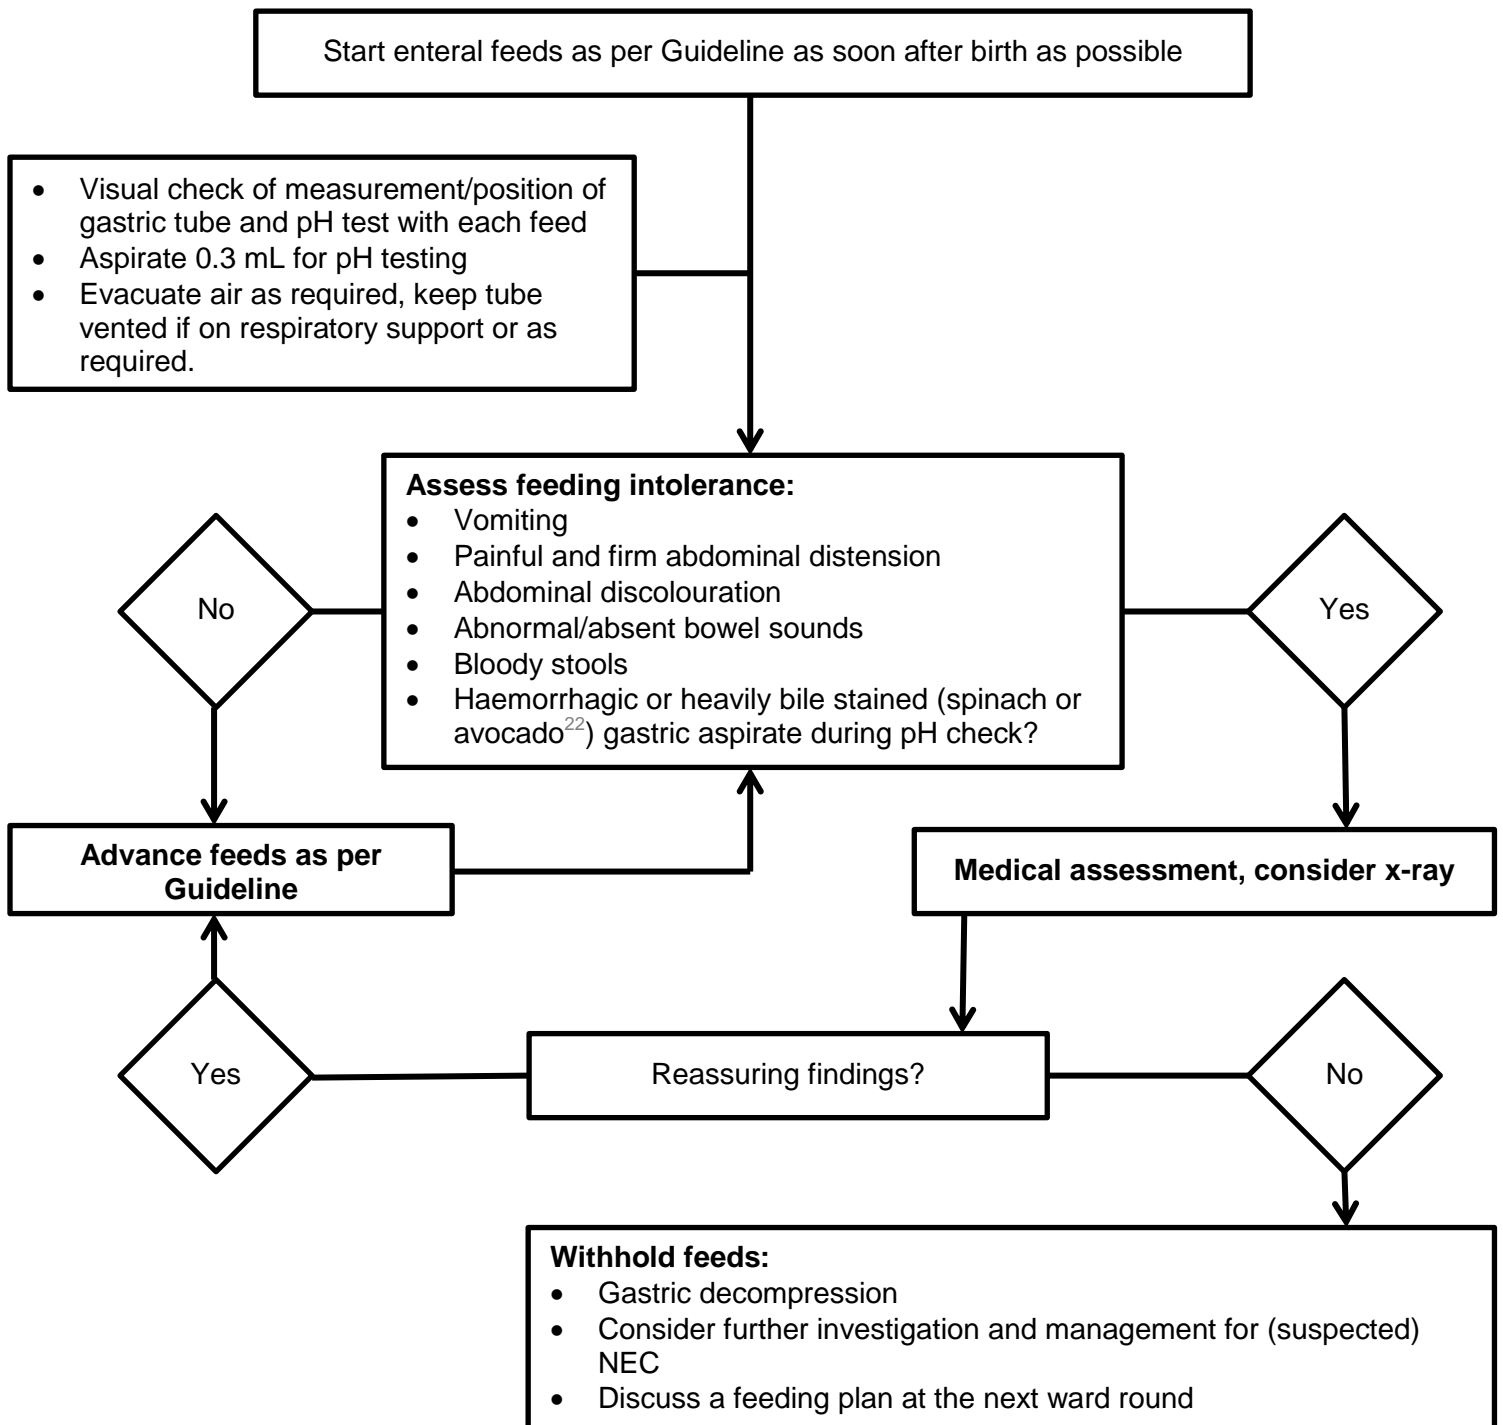 Start enteral feeds as per Guideline as soon after birth as possible
• Visual check of measurement/position of
gastric tube and pH test with each feed
• Aspirate 0.3 mL for pH testing
• Evacuate air as required, keep tube
vented if on respiratory support or as
required.
Assess feeding intolerance:
• Vomiting
• Painful and firm abdominal distension
• Abdominal discolouration
• Abnormal/absent bowel sounds
• Bloody stools
• Haemorrhagic or heavily bile stained (spinach or
avocado22) gastric aspirate during pH check?
No
Yes
Advance feeds as per
Guideline
Medical assessment, consider x-ray
Yes
Reassuring findings?
No
Withhold feeds:
• Gastric decompression
• Consider further investigation and management for (suspected)
NEC
• Discuss a feeding plan at the next ward round